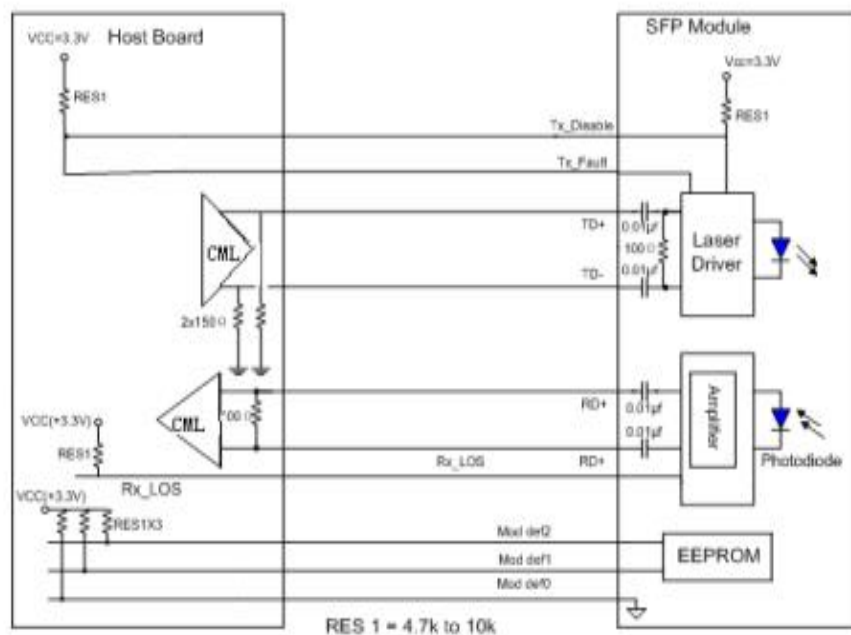 Host Board
SFP Module
VCC=3.3V
Vcc=3.3V
RES1
RES1
Tx_Disable
Tx_Fault
CML
TD+
0.01µf
100Ω
TD-
0.01µf
Laser
Driver
2x150Ω
CML
00Ω
RD+
0.01µf
0.01µf
RD+
Amplifier
Photodiode
VCC(+3.3V)
RES1
Rx_LOS
Rx_LOS
VCC(+3.3V)
RES1X3
Mod def2
Mod def1
Mod def0
EEPROM
RES 1 = 4.7k to 10k